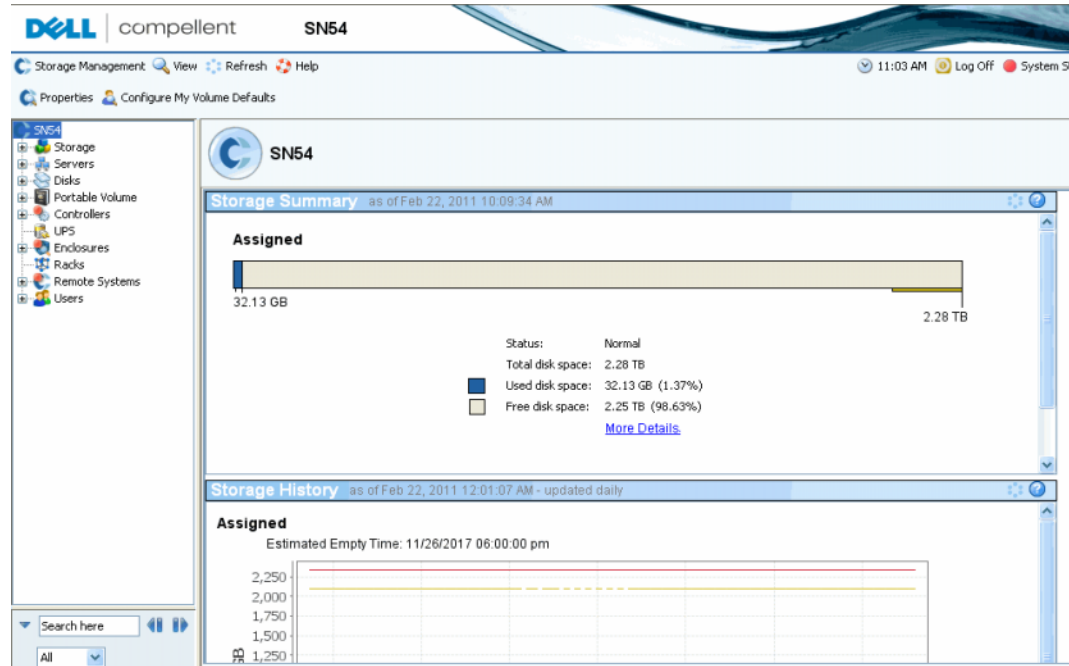 DELL compellent SN54
Storage Management View Refresh Help 11:03 AM Log Off System S
Properties Configure My Volume Defaults
SN54
Storage
Servers
Disks
Portable Volume
Controllers
UPS
Enclosures
Racks
Remote Systems
Users
Search here
All
SN54
Storage Summary as of Feb 22, 2011 10:09:34 AM
Assigned
32.13 GB
2.28 TB
Status: Normal
Total disk space: 2.28 TB
Used disk space: 32.13 GB (1.37%)
Free disk space: 2.25 TB (98.63%)
More Details.
Storage History as of Feb 22, 2011 12:01:07 AM - updated daily
Assigned
Estimated Empty Time: 11/26/2017 06:00:00 pm
2,250
2,000
1,750
1,500
1,250
GB